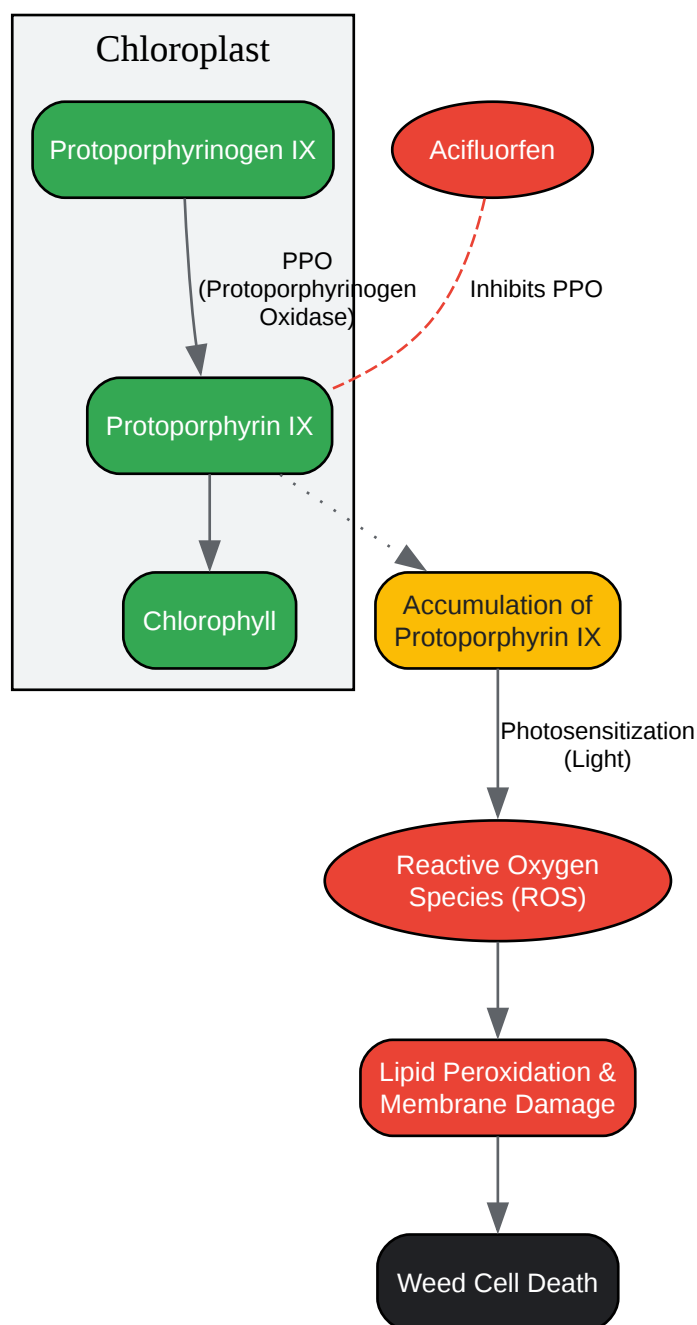 Chloroplast
Protoporphyrinogen IX
Acifluorfen
PPO
(Protoporphyrinogen
Oxidase)
Inhibits PPO
Protoporphyrin IX
Chlorophyll
Accumulation of
Protoporphyrin IX
Photosensitization
(Light)
Reactive Oxygen
Species (ROS)
Lipid Peroxidation &
Membrane Damage
Weed Cell Death